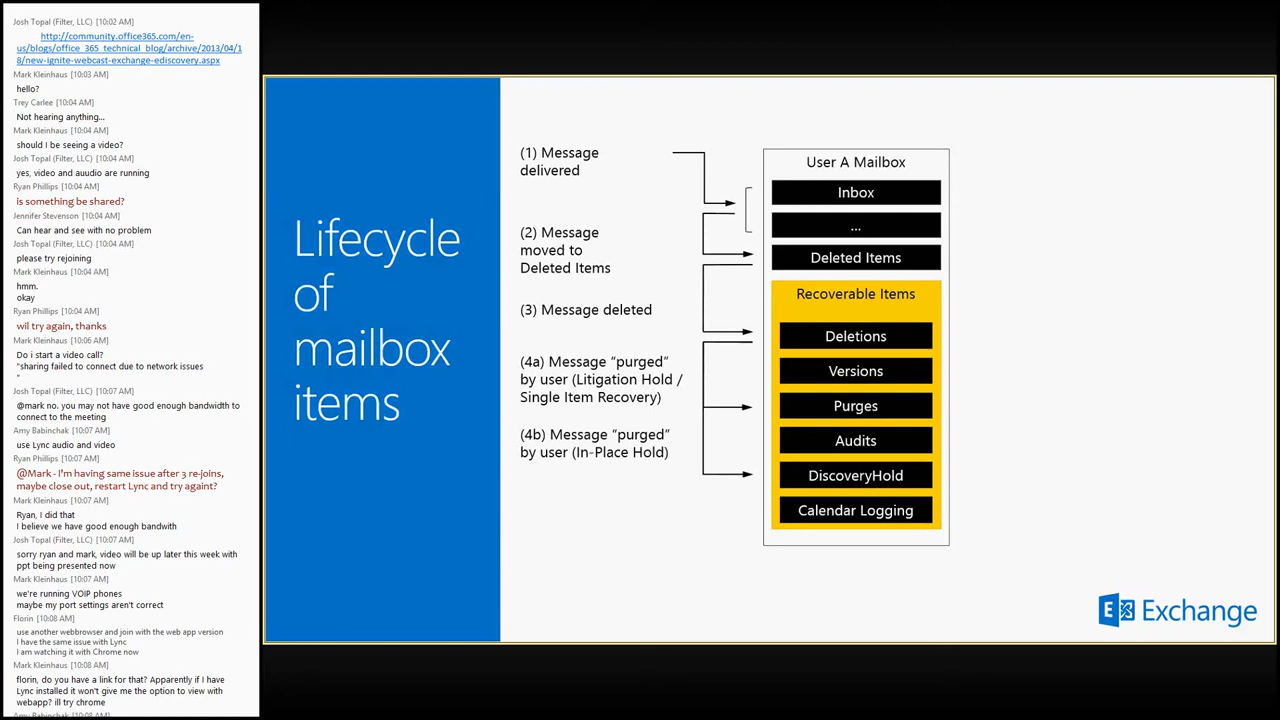 Josh Topal (Filter, LLC) [10:02 AM]
http://community.office365.com/en-
us/blogs/office_365_technical_blog/archive/2013/04/1
8/new-ignite-webcast-exchange-ediscovery.aspx
Mark Kleinhaus [10:03 AM]
hello?
Trey Carlee [10:04 AM]
Not hearing anything...
Mark Kleinhaus [10:04 AM]
should I be seeing a video?
Josh Topal (Filter, LLC) [10:04 AM]
yes, video and auudio are running
Ryan Phillips [10:04 AM]
is something be shared?
Jennifer Stevenson [10:04 AM]
Can hear and see with no problem
Josh Topal (Filter, LLC) [10:04 AM]
please try rejoining
Mark Kleinhaus [10:04 AM]
hmm.
okay
Ryan Phillips [10:04 AM]
wil try again, thanks
Mark Kleinhaus [10:06 AM]
Do i start a video call?
"sharing failed to connect due to network issues
"
Josh Topal (Filter, LLC) [10:07 AM]
@mark no. you may not have good enough bandwidth to
connect to the meeting
Amy Babinchak [10:07 AM]
use Lync audio and video
Ryan Phillips [10:07 AM]
@Mark - I'm having same issue after 3 re-joins,
maybe close out, restart Lync and try againt?
Mark Kleinhaus [10:07 AM]
Ryan, I did that
I believe we have good enough bandwith
Josh Topal (Filter, LLC) [10:07 AM]
sorry ryan and mark, video will be up later this week with
ppt being presented now
Mark Kleinhaus [10:07 AM]
we're running VOIP phones
maybe my port settings aren't correct
Florin [10:08 AM]
use another webbrowser and join with the web app version
I have the same issue with Lync
I am watching it with Chrome now
Mark Kleinhaus [10:08 AM]
florin, do you have a link for that? Apparently if I have
Lync installed it won't give me the option to view with
webapp? ill try chrome
Amy Babinchak [10:08 AM]
Lifecycle
of
mailbox
items
(1) Message
delivered
(2) Message
moved to
Deleted Items
(3) Message deleted
(4a) Message "purged"
by user (Litigation Hold /
Single Item Recovery)
(4b) Message "purged"
by user (In-Place Hold)
User A Mailbox
Inbox
...
Deleted Items
Recoverable Items
Deletions
Versions
Purges
Audits
DiscoveryHold
Calendar Logging
Exchange